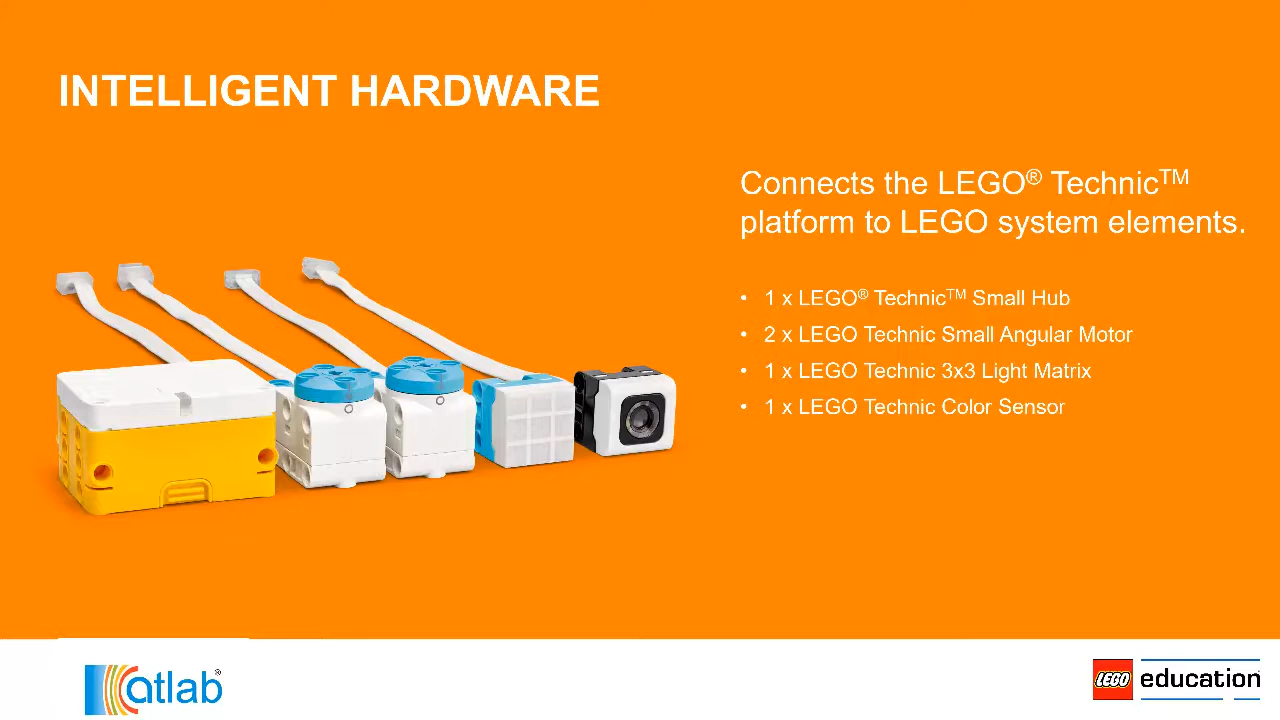 INTELLIGENT HARDWARE
Connects the LEGO® Technic™
platform to LEGO system elements.
• 1 x LEGO® Technic™ Small Hub
• 2 x LEGO Technic Small Angular Motor
• 1 x LEGO Technic 3x3 Light Matrix
• 1 x LEGO Technic Color Sensor
atlab®
LEGO education